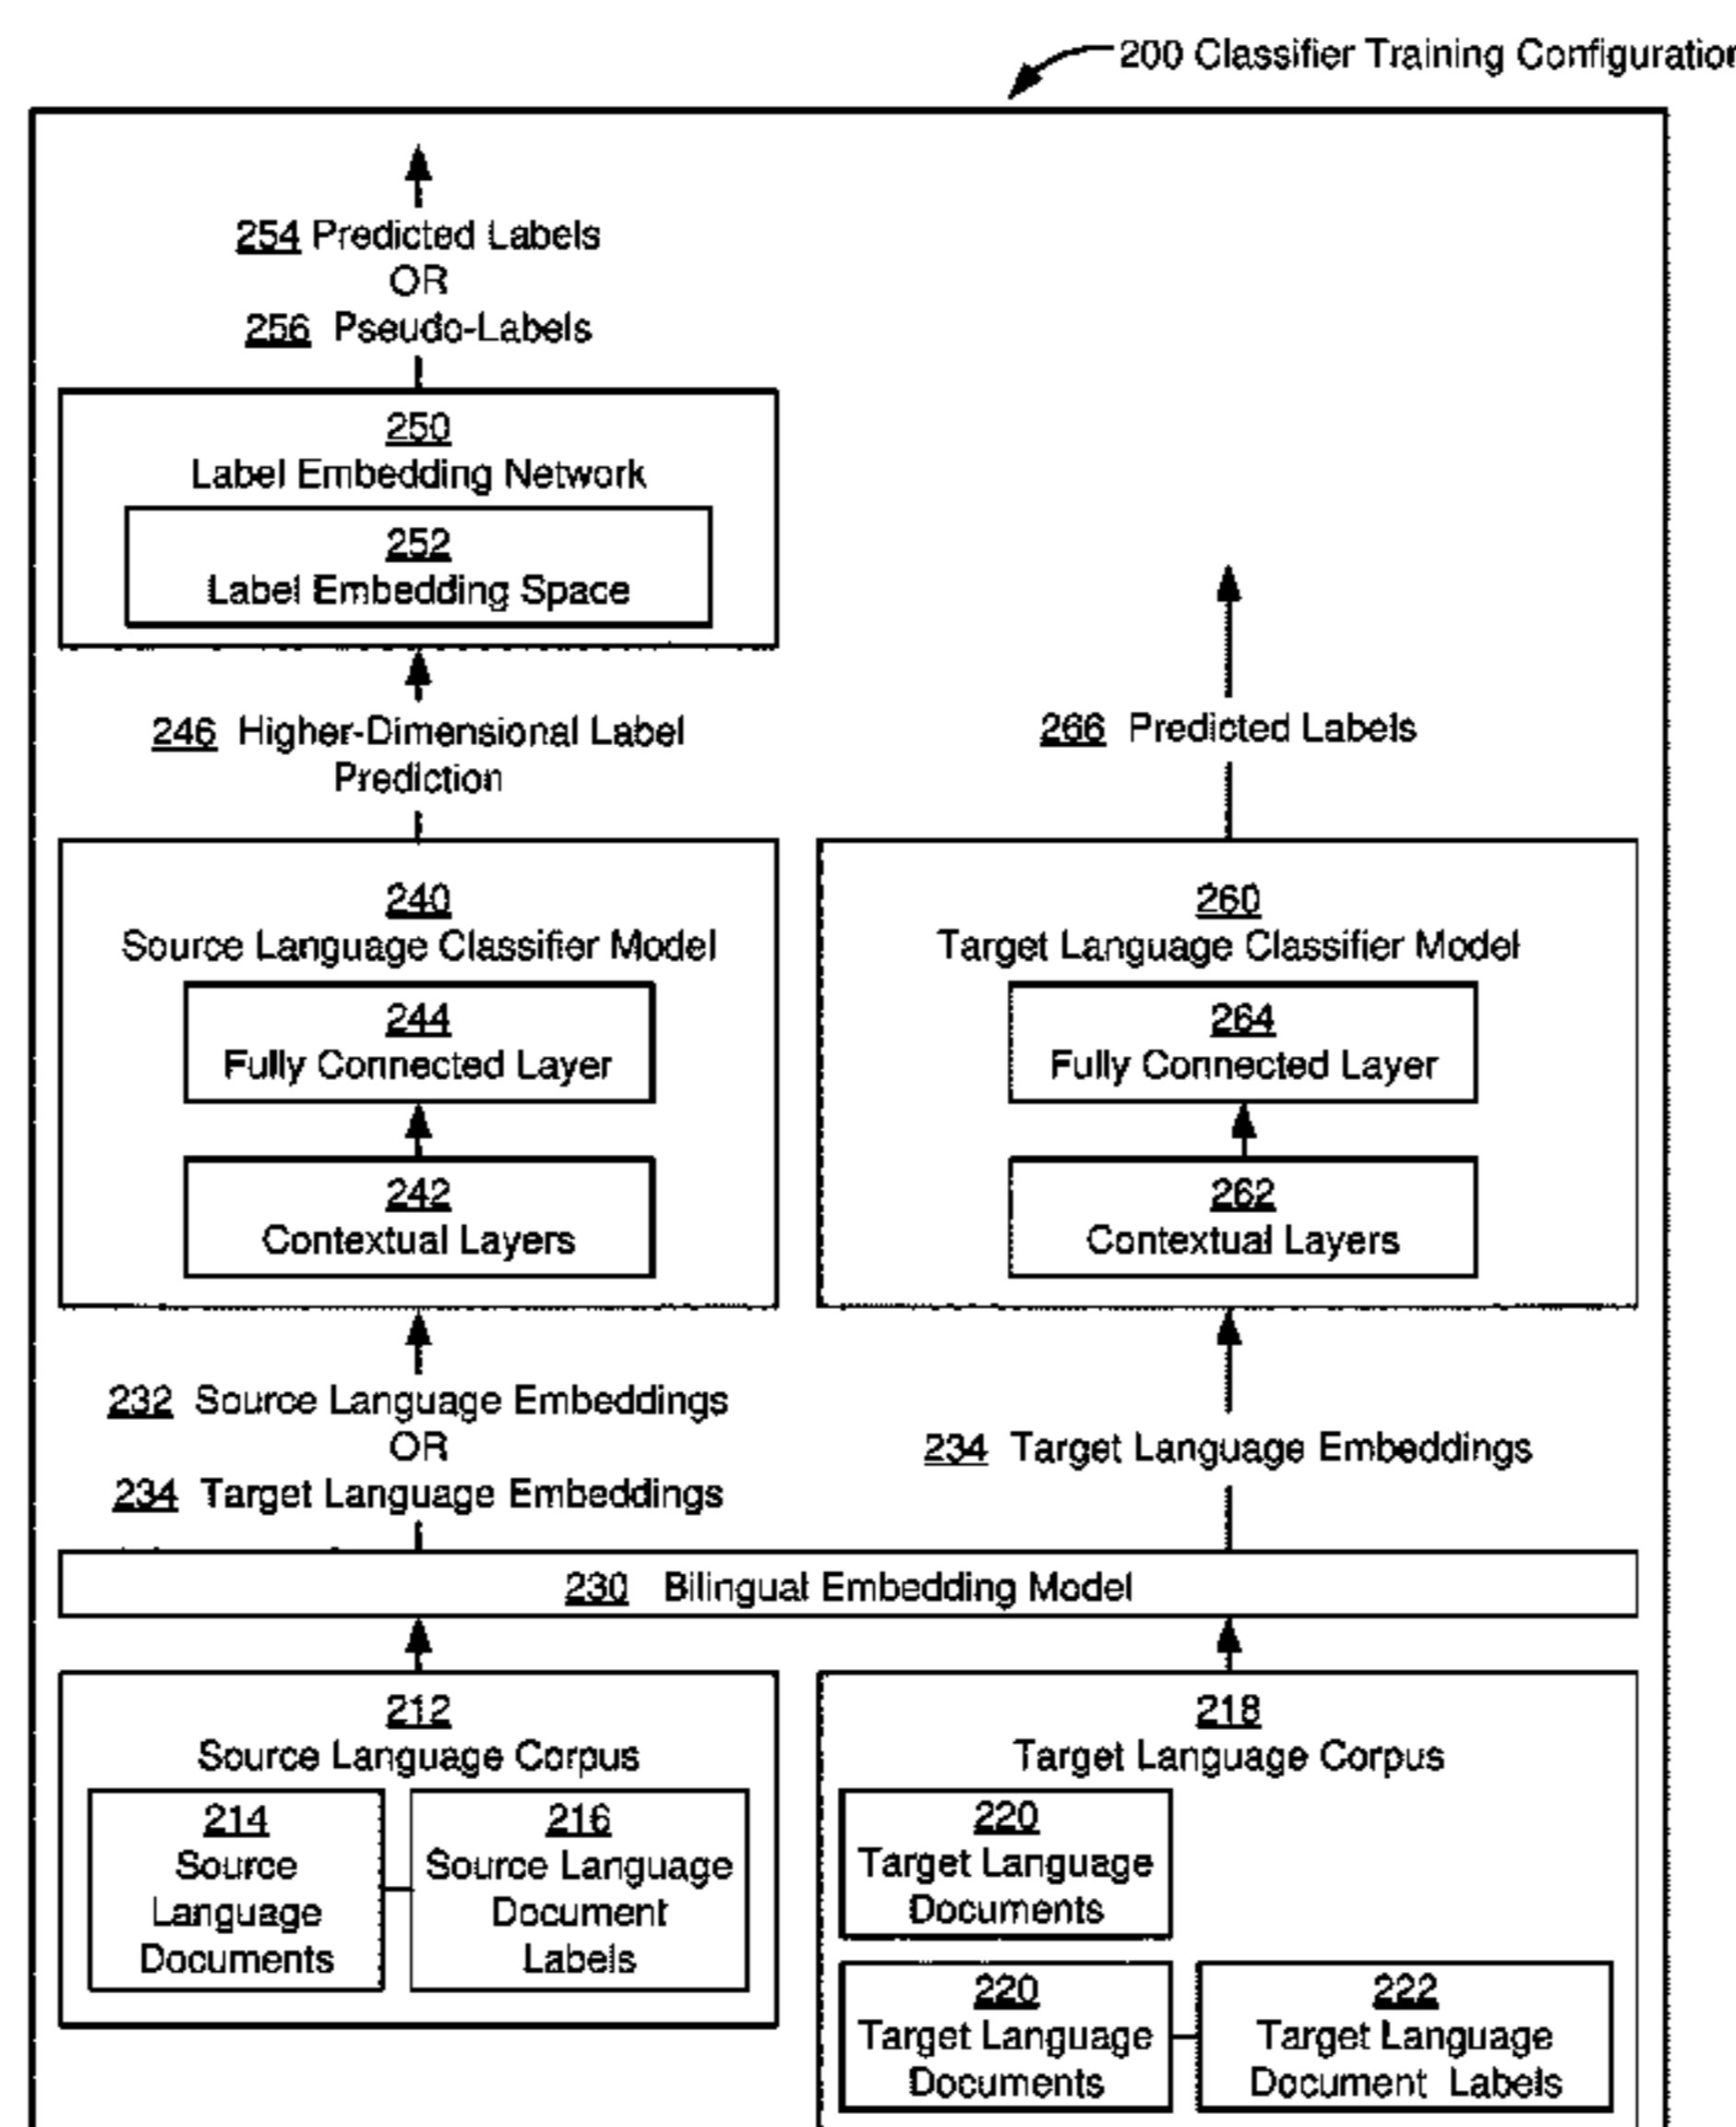 200 Classifier Training Configuration
254 Predicted Labels
OR
256 Pseudo-Labels
250
Label Embedding Network
252
Label Embedding Space
246 Higher-Dimensional Label
Prediction
266 Predicted Labels
240
Source Language Classifier Model
244
Fully Connected Layer
242
Contextual Layers
260
Target Language Classifier Model
264
Fully Connected Layer
262
Contextual Layers
232 Source Language Embeddings
OR
234 Target Language Embeddings
234 Target Language Embeddings
230 Bilingual Embedding Model
212
Source Language Corpus
214
Source
Language
Documents
216
Source Language
Document
Labels
218
Target Language Corpus
220
Target Language
Documents
220
Target Language
Documents
222
Target Language
Document Labels